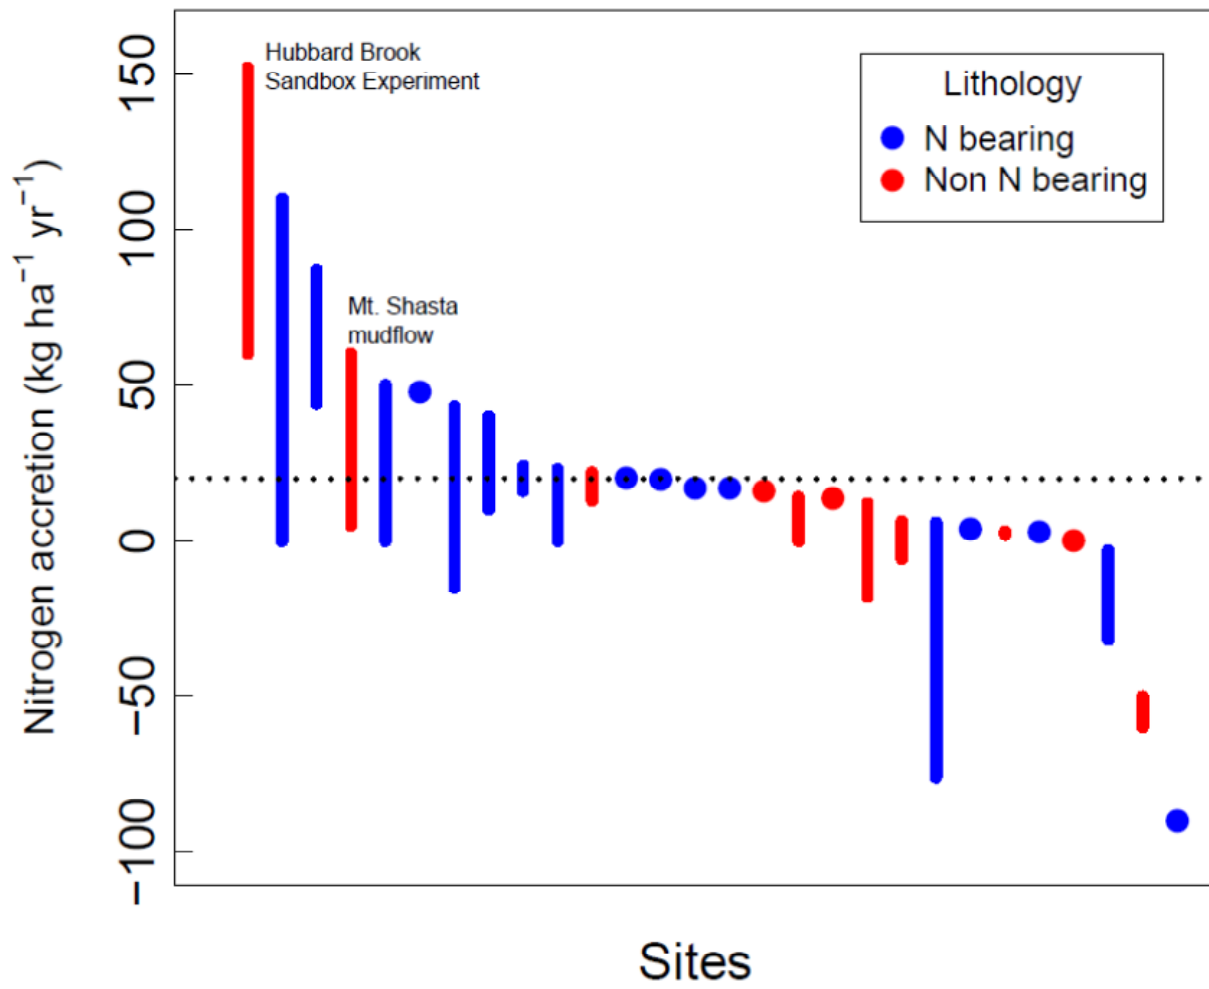 Hubbard Brook
Sandbox Experiment
Lithology
N bearing
Non N bearing
Mt. Shasta
mudflow
150
100
50
0
−50
−100
Nitrogen accretion (kg ha⁻¹ yr⁻¹)
Sites